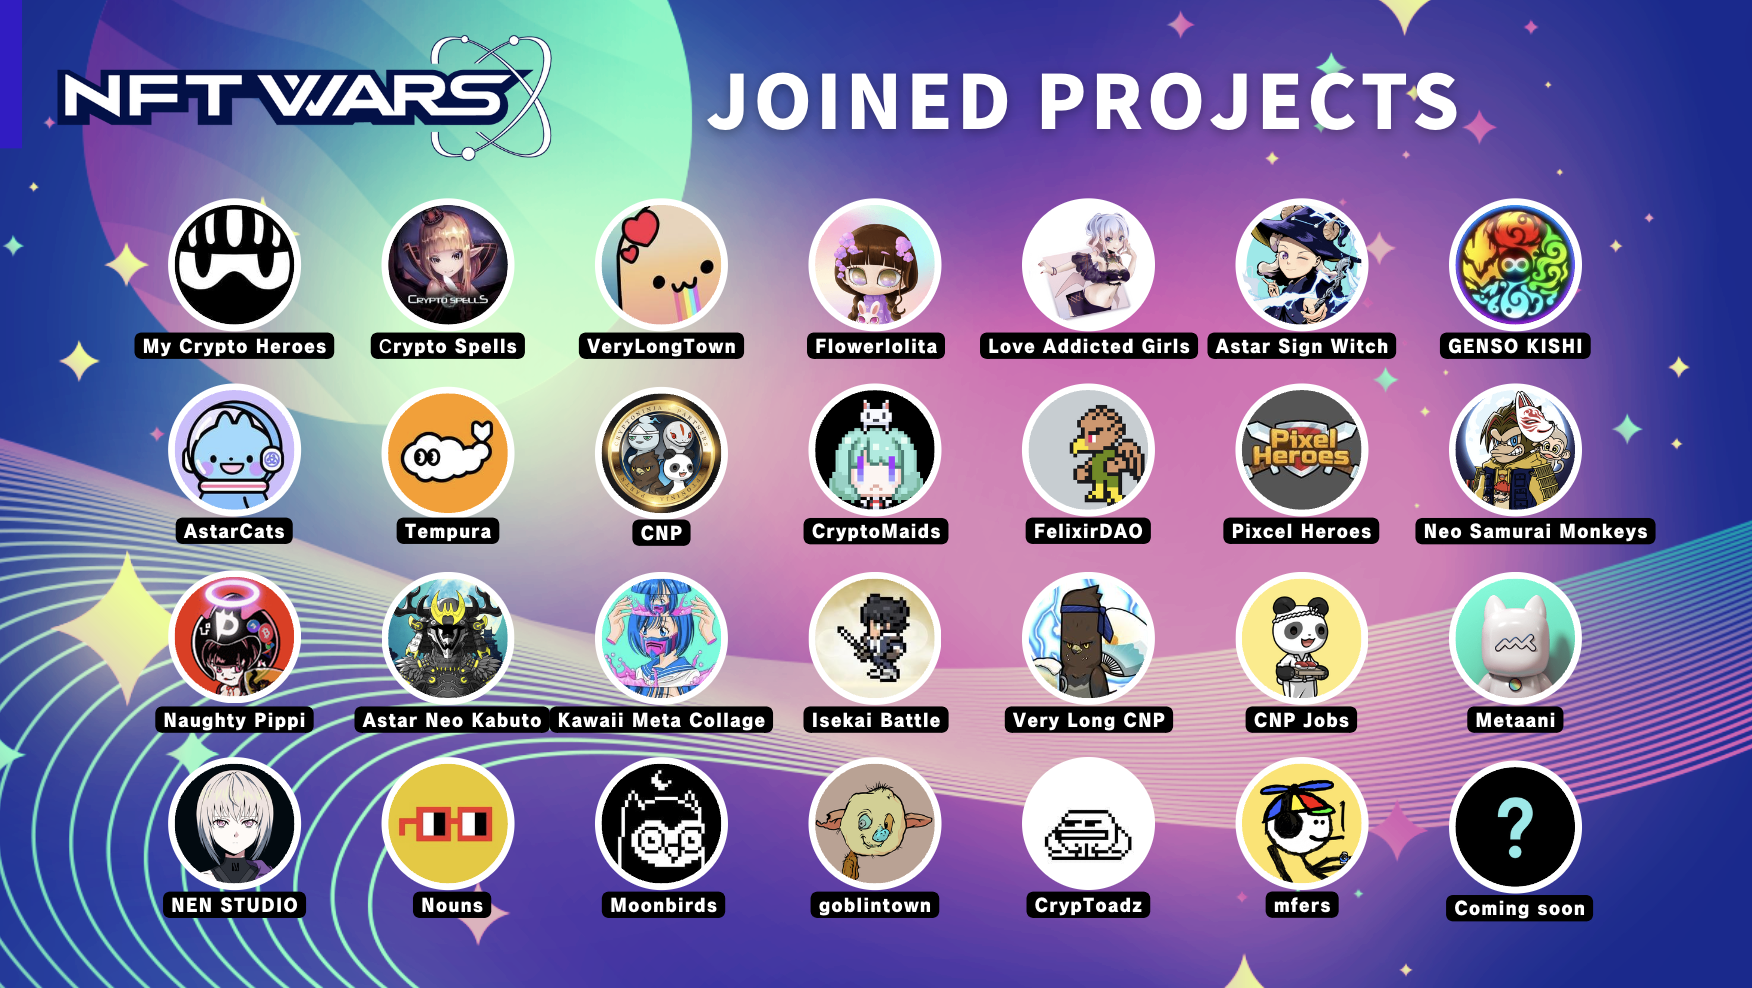 NFT WARS
JOINED PROJECTS
CRYPTO SPELLS
My Crypto Heroes
Crypto Spells
VeryLongTown
Flowerlolita
Love Addicted Girls
Astar Sign Witch
GENSO KISHI
Pixel
Heroes
AstarCats
Tempura
CNP
CryptoMaids
FelixirDAO
Pixcel Heroes
Neo Samurai Monkeys
Naughty Pippi
Astar Neo Kabuto
Kawaii Meta Collage
Isekai Battle
Very Long CNP
CNP Jobs
Metaani
?
NEN STUDIO
Nouns
Moonbirds
goblintown
CrypToadz
mfers
Coming soon